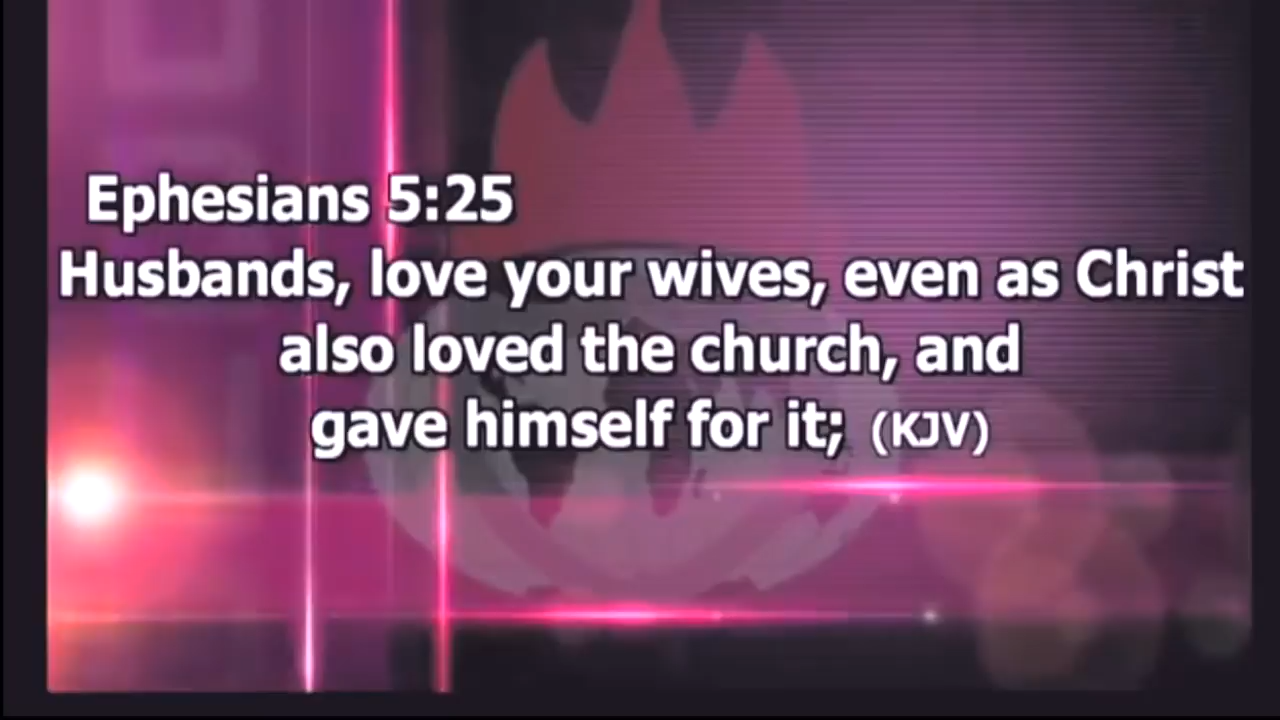 Ephesians 5:25
Husbands, love your wives, even as Christ
also loved the church, and
gave himself for it; (KJV)